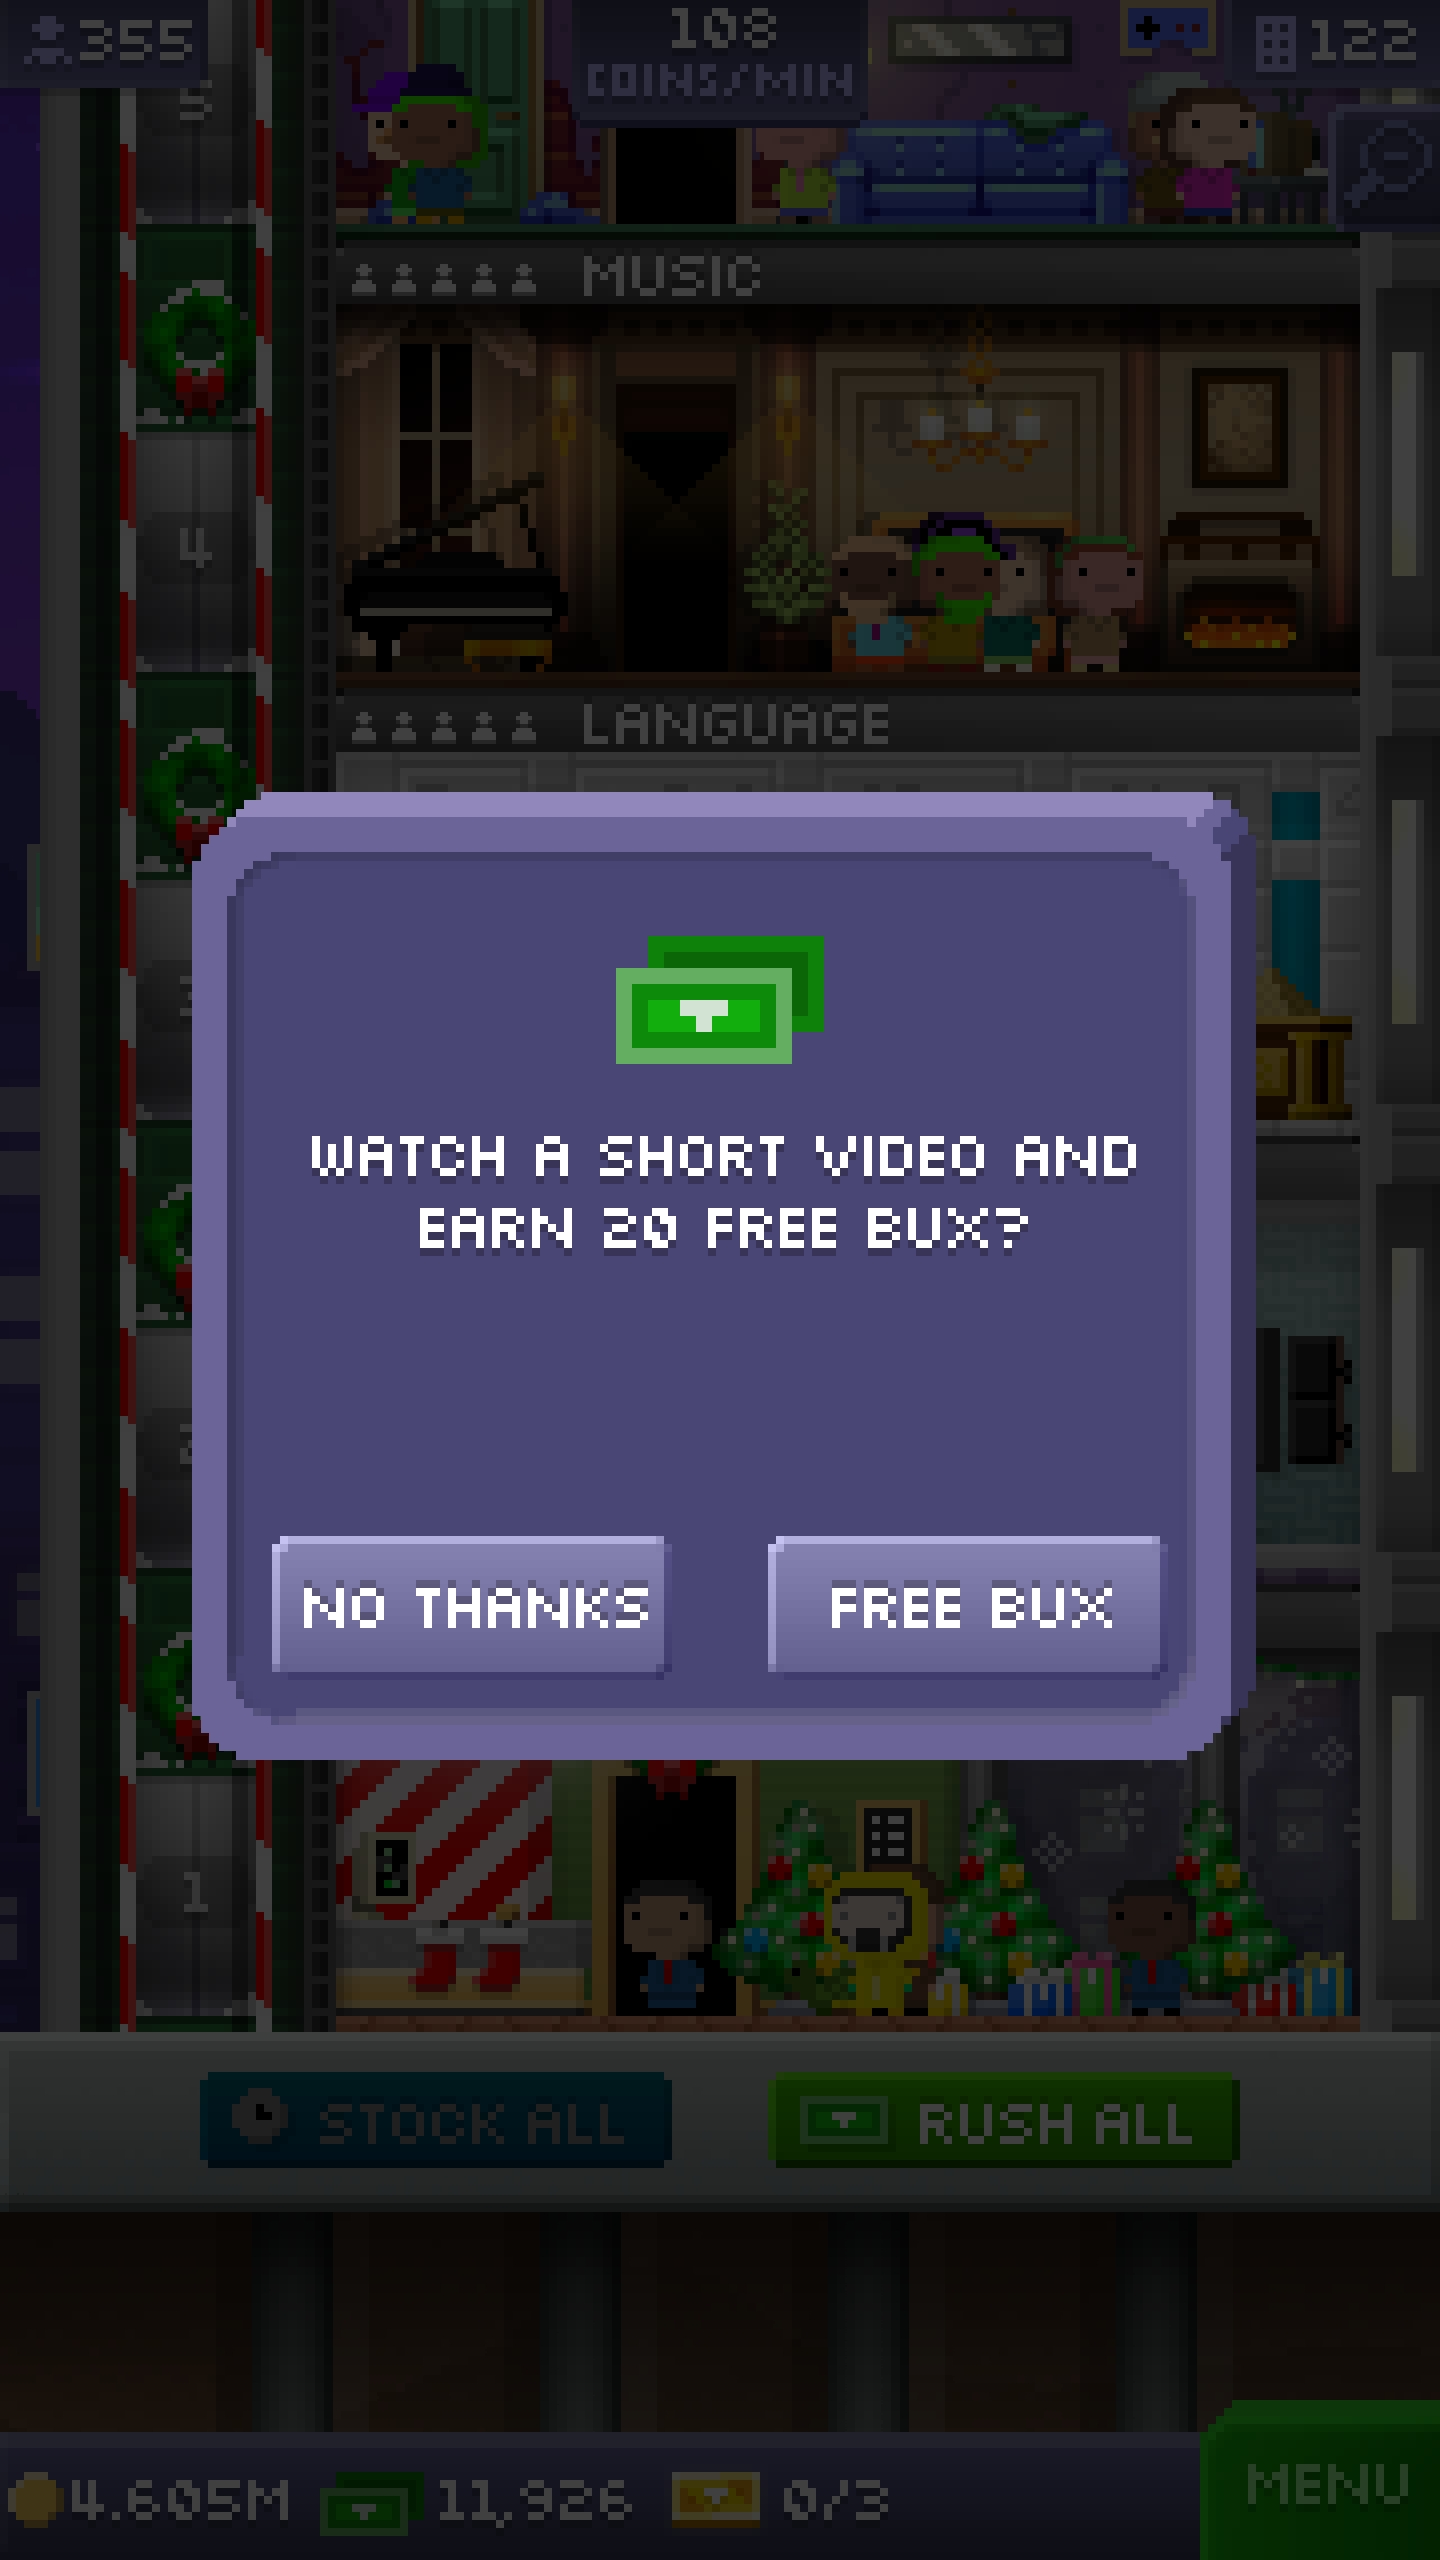 355
108
COINS/MIN
122
5
MUSIC
4
LANGUAGE
WATCH A SHORT VIDEO AND
EARN 20 FREE BUX?
NO THANKS
FREE BUX
1
STOCK ALL
RUSH ALL
4.605M
11,926
0/3
MENU